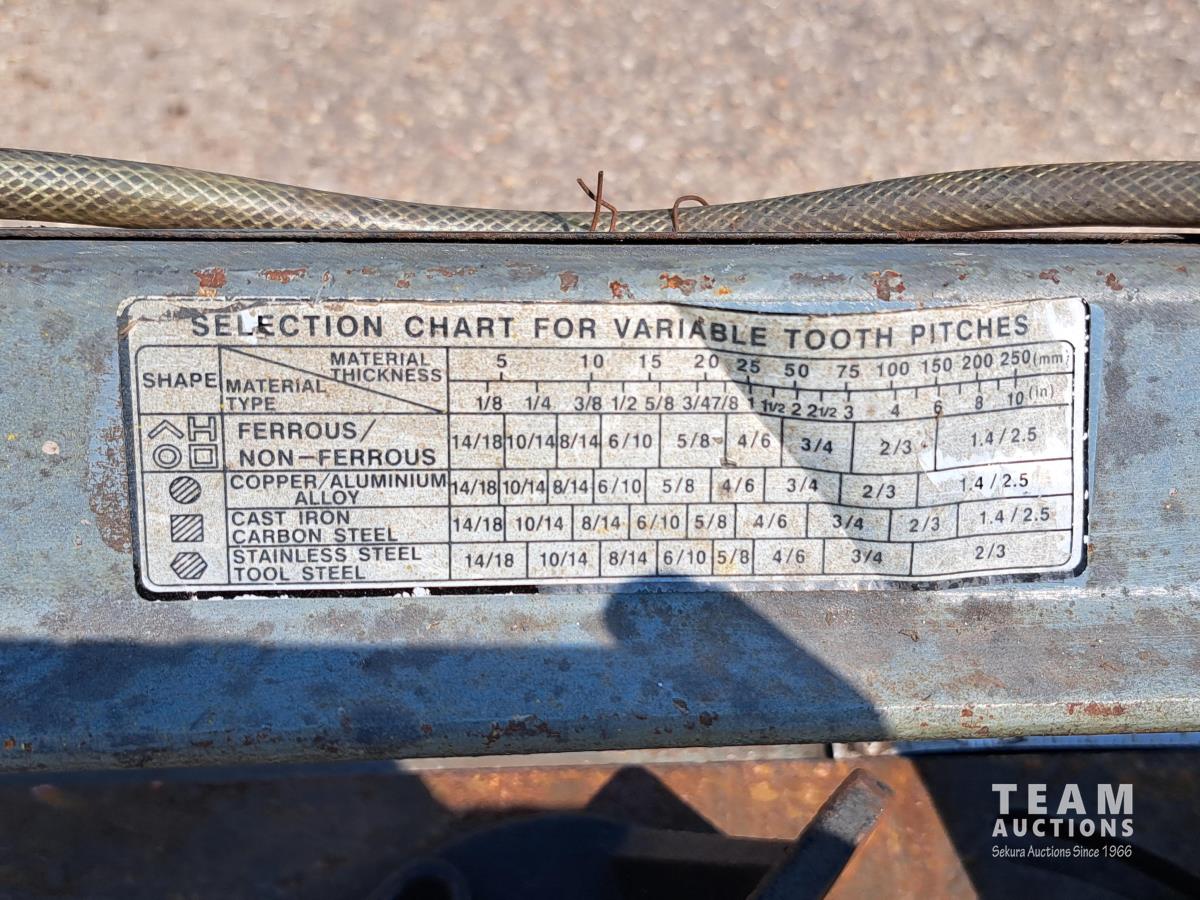 SELECTION CHART FOR VARIABLE TOOTH PITCHES
SHAPE
MATERIAL THICKNESS
MATERIAL TYPE
5 10 15 20 25 50 75 100 150 200 250 (mm)
1/8 1/4 3/8 1/2 5/8 3/4 7/8 1 1 1/2 2 2 1/2 3 4 6 8 10 (in)
FERROUS/
NON-FERROUS
14/18 10/14 8/14 6/10 5/8 4/6 3/4 2/3 1.4/2.5
COPPER/ALUMINIUM
ALLOY
14/18 10/14 8/14 6/10 5/8 4/6 3/4 2/3 1.4/2.5
CAST IRON
CARBON STEEL
14/18 10/14 8/14 6/10 5/8 4/6 3/4 2/3 1.4/2.5
STAINLESS STEEL
TOOL STEEL
14/18 10/14 8/14 6/10 5/8 4/6 3/4 2/3
TEAM
AUCTIONS
Sekura Auctions Since 1966